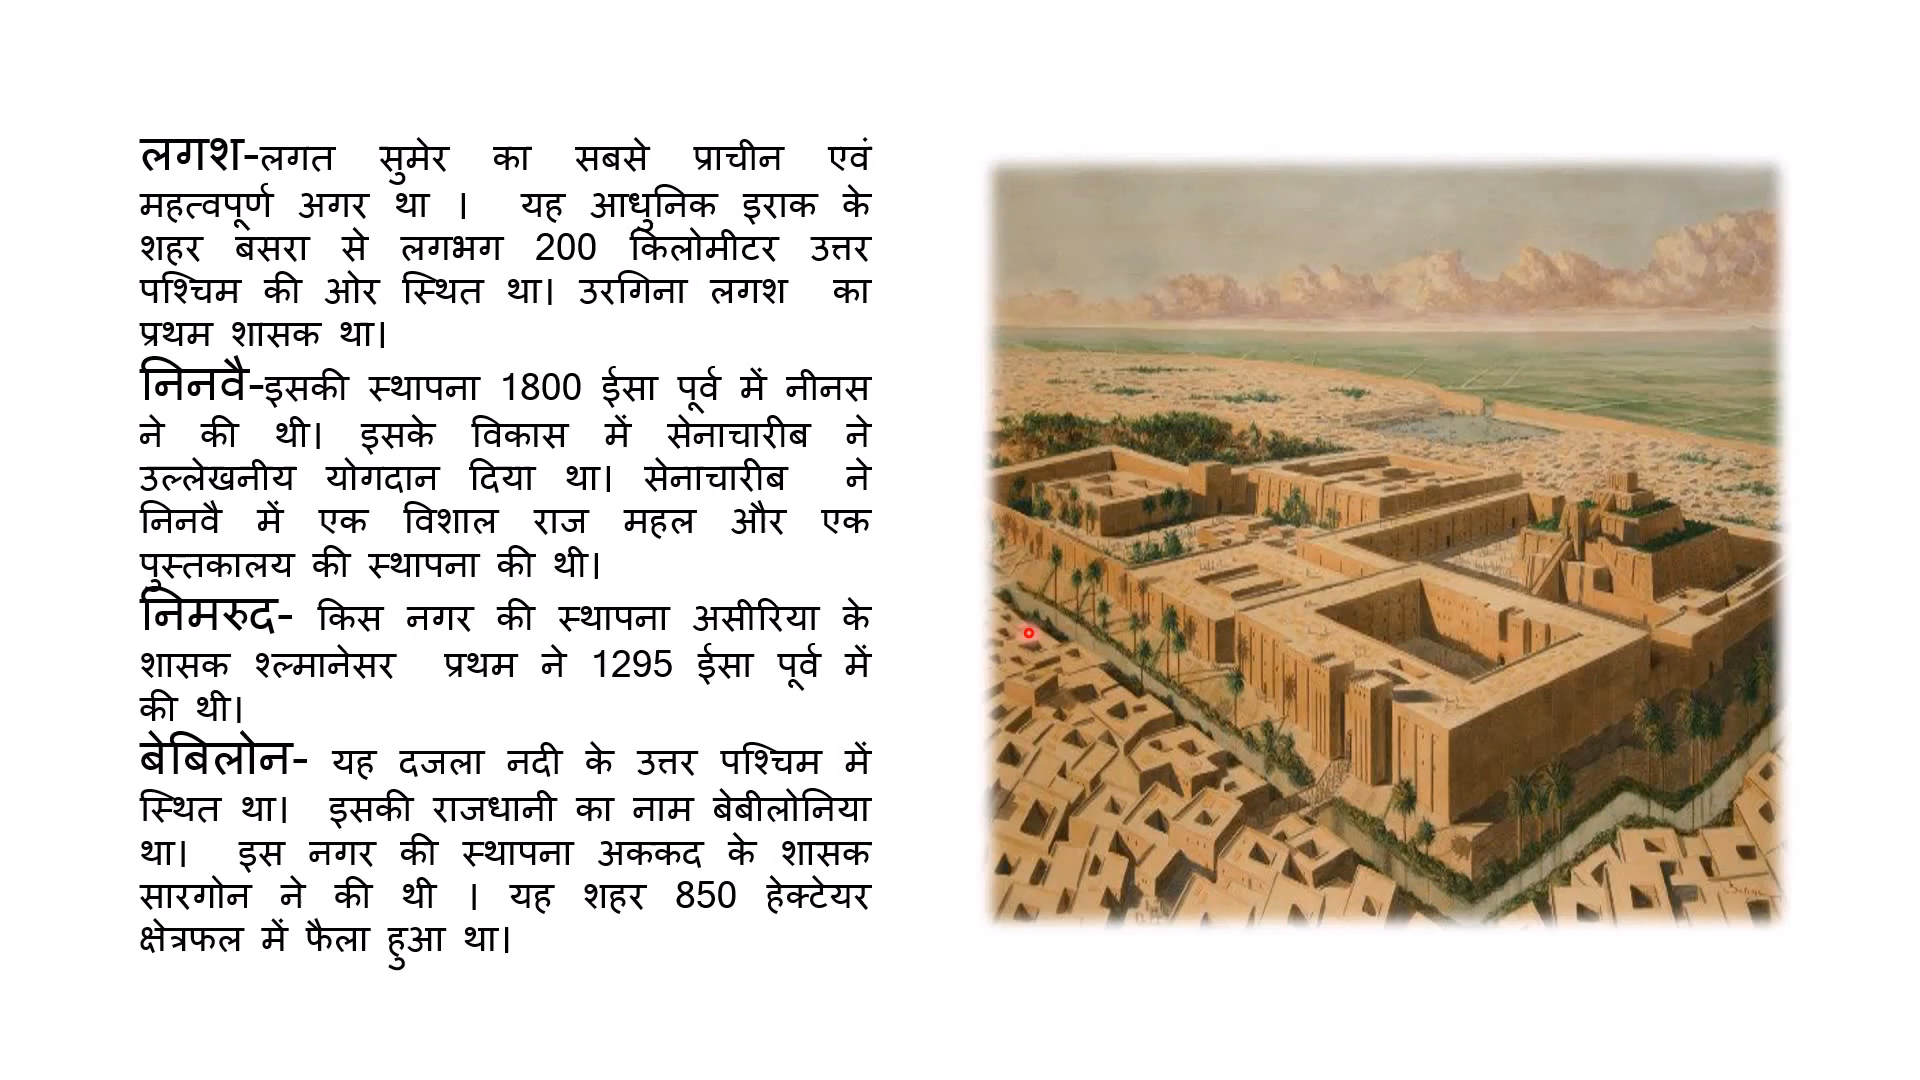 लगश-लगत सुमेर का सबसे प्राचीन एवं
महत्वपूर्ण अगर था । यह आधुनिक इराक के
शहर बसरा से लगभग 200 किलोमीटर उत्तर
पश्चिम की ओर स्थित था। उरगिना लगश का
प्रथम शासक था।
निनवै-इसकी स्थापना 1800 ईसा पूर्व में नीनस
ने की थी। इसके विकास में सेनाचारीब ने
उल्लेखनीय योगदान दिया था। सेनाचारीब ने
निनवै में एक विशाल राज महल और एक
पुस्तकालय की स्थापना की थी।
निमरुद- किस नगर की स्थापना असीरिया के
शासक श्ल्मानेसर प्रथम ने 1295 ईसा पूर्व में
की थी।
बेबिलोन- यह दजला नदी के उत्तर पश्चिम में
स्थित था। इसकी राजधानी का नाम बेबीलोनिया
था। इस नगर की स्थापना अककद के शासक
सारगोन ने की थी । यह शहर 850 हेक्टेयर
क्षेत्रफल में फैला हुआ था।